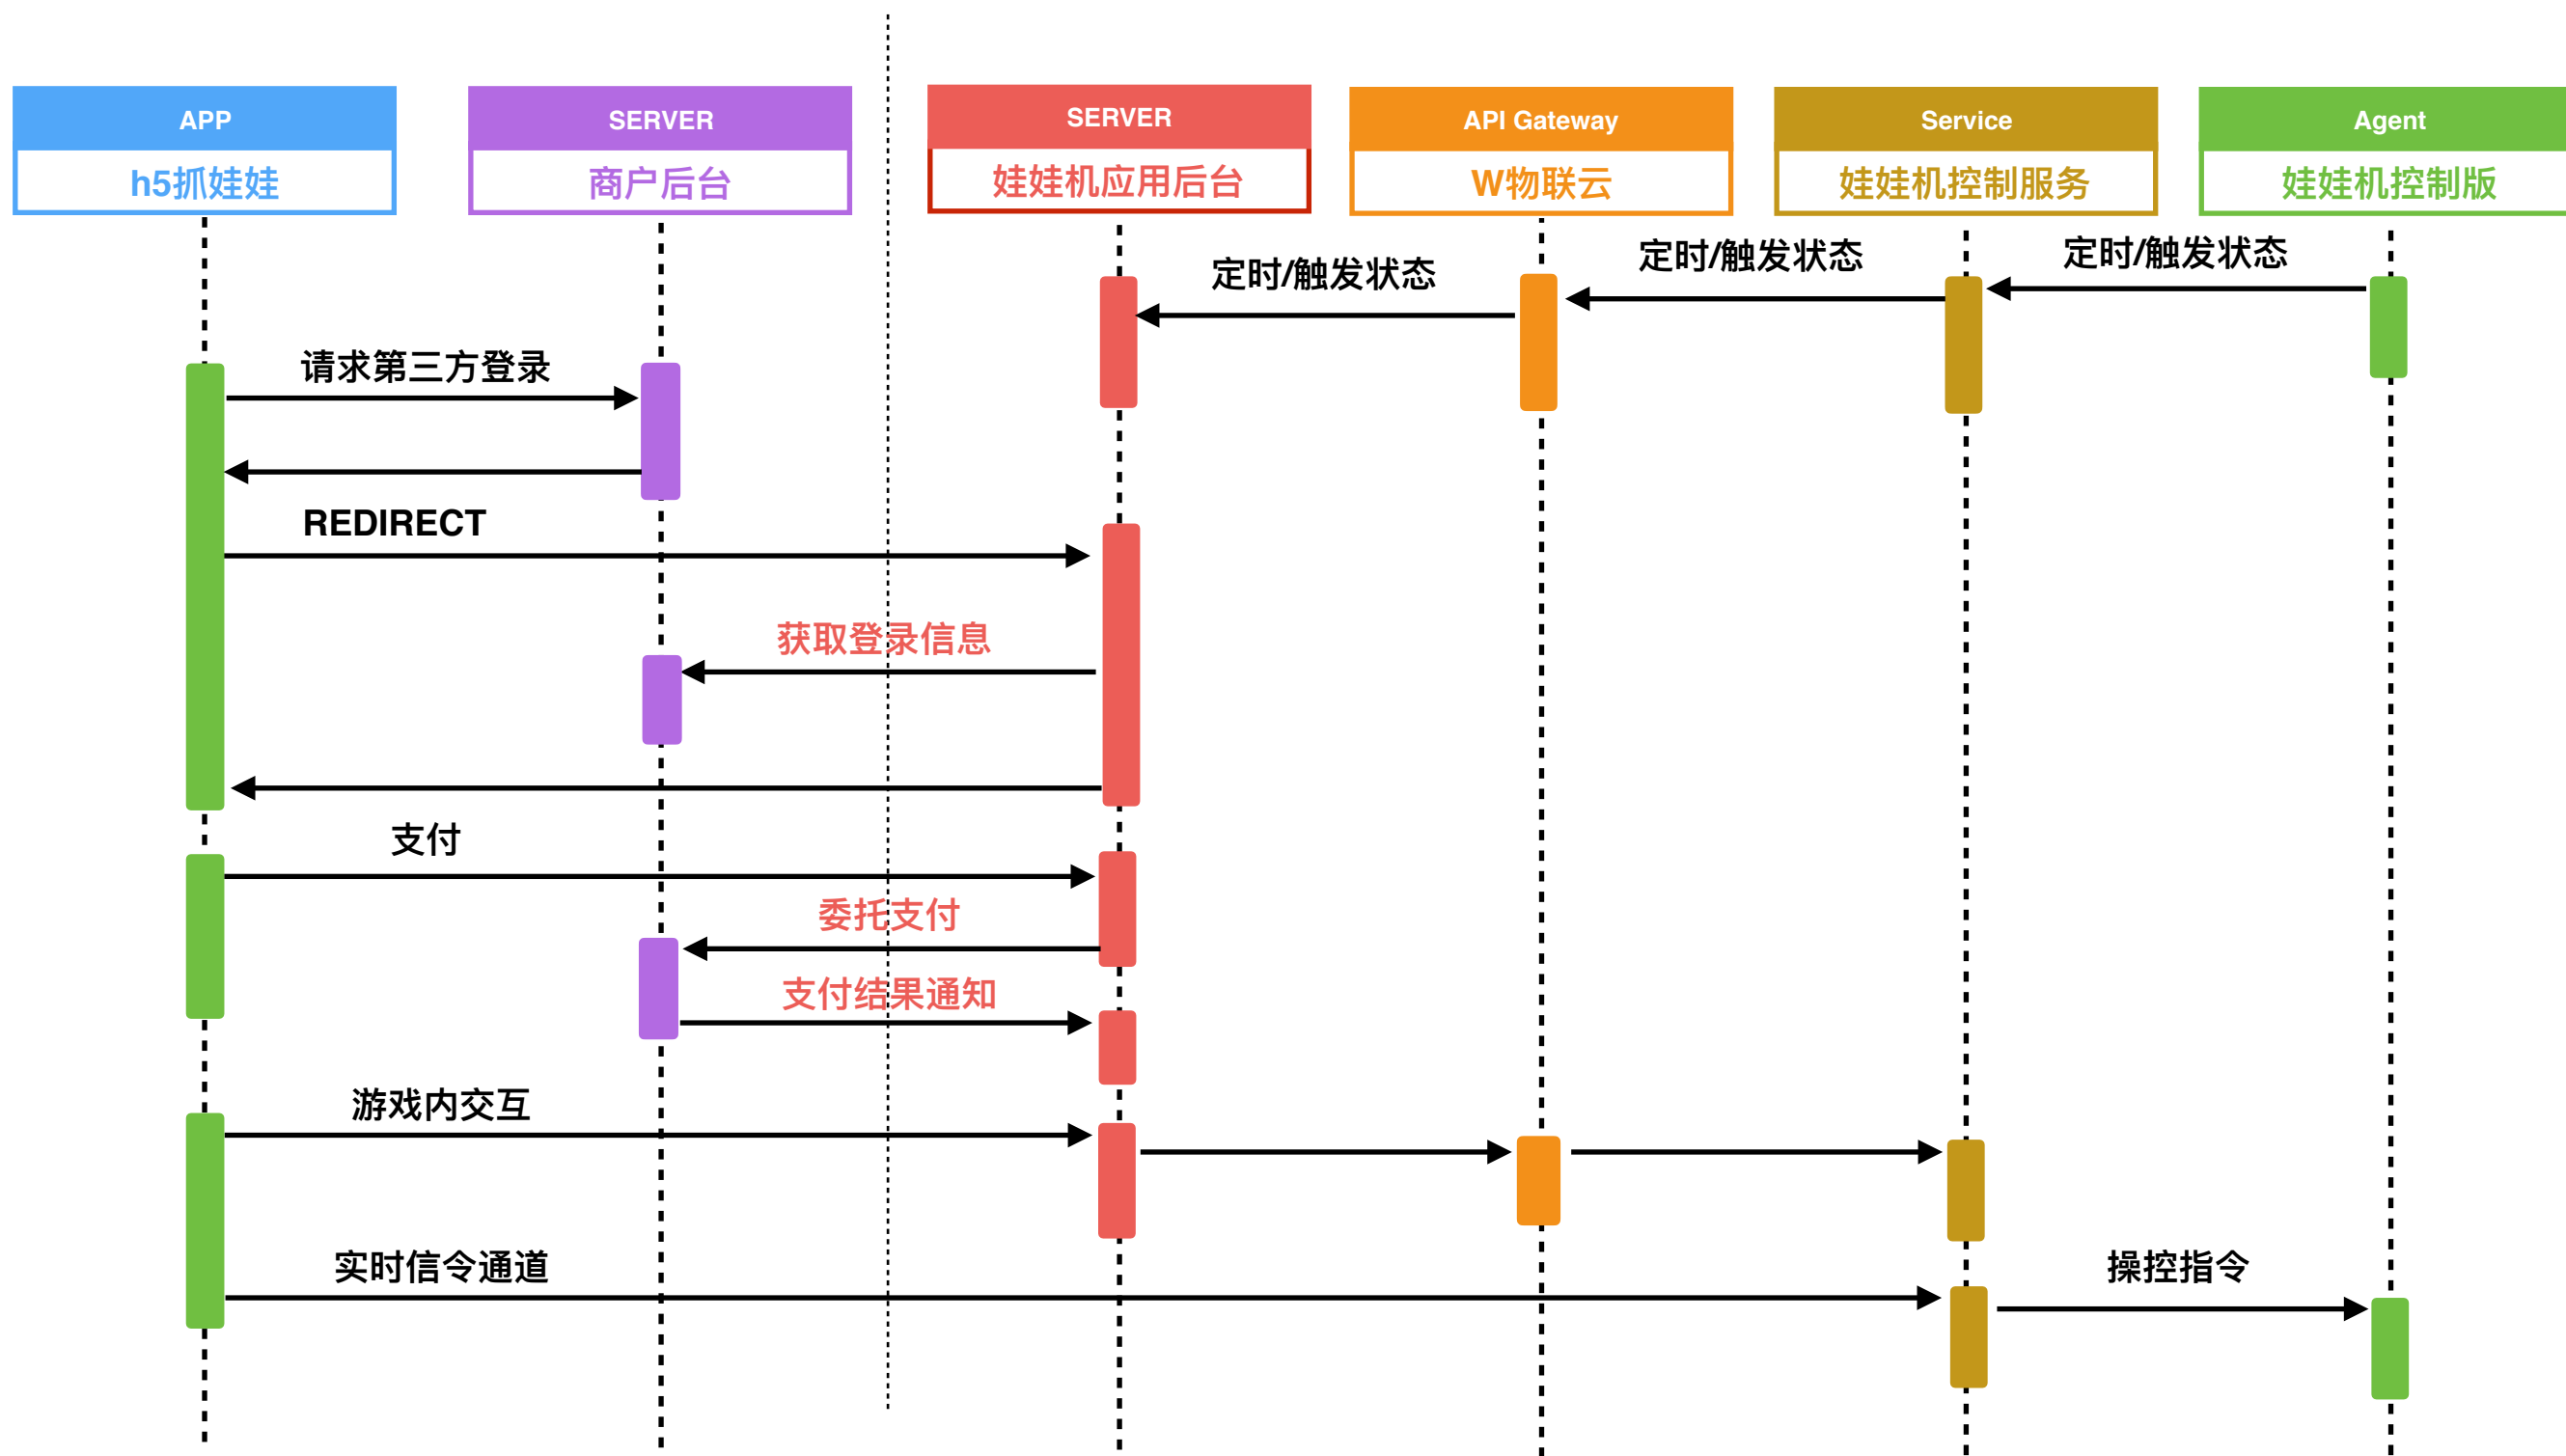 APP
h5抓娃娃
SERVER
商户后台
SERVER
娃娃机应用后台
API Gateway
W物联云
Service
娃娃机控制服务
Agent
娃娃机控制版
定时/触发状态
定时/触发状态
定时/触发状态
请求第三方登录
REDIRECT
获取登录信息
支付
委托支付
支付结果通知
游戏内交互
实时信令通道
操控指令